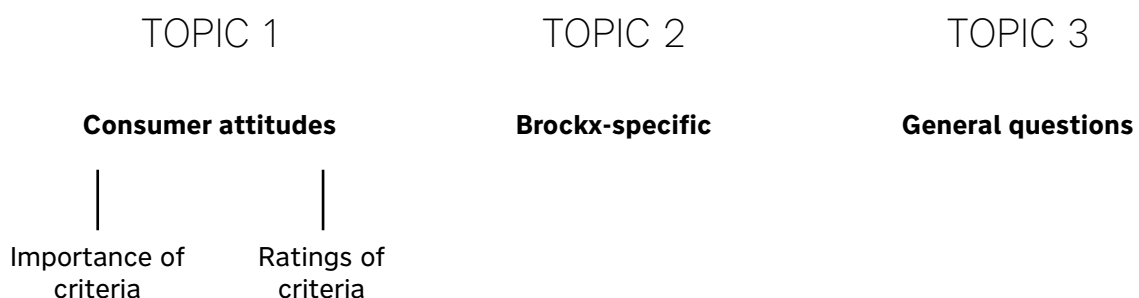 TOPIC 1
TOPIC 2
TOPIC 3
Consumer attitudes
Brockx-specific
General questions
Importance of
criteria
Ratings of
criteria